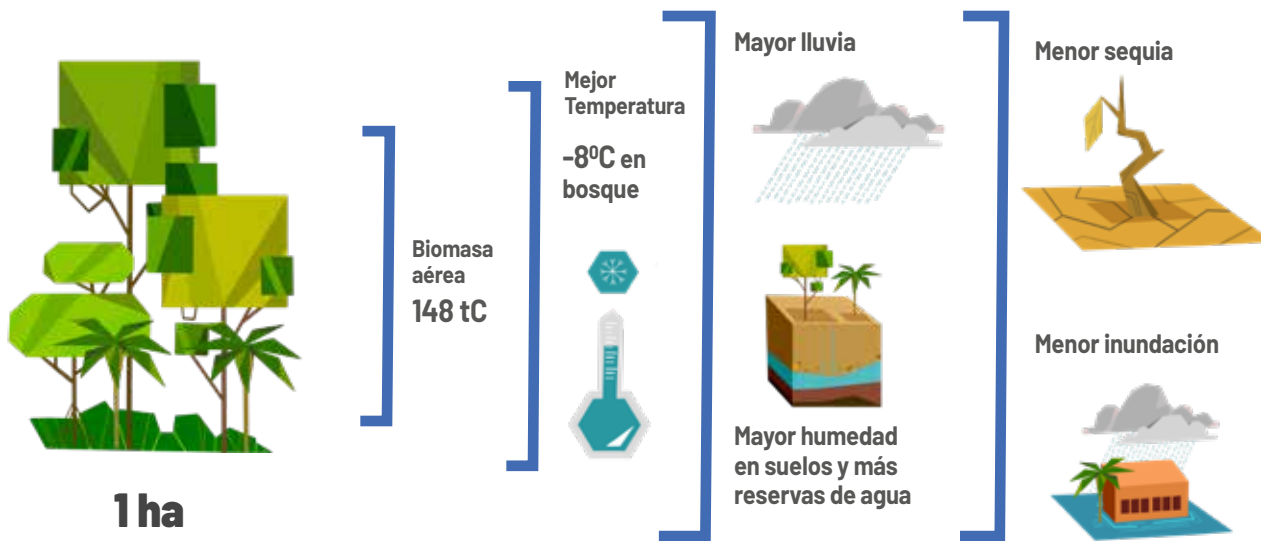 1 ha
Biomasa
aérea
148 tC
Mejor
Temperatura
-8ºC en
bosque
Mayor lluvia
Mayor humedad
en suelos y más
reservas de agua
Menor sequia
Menor inundación